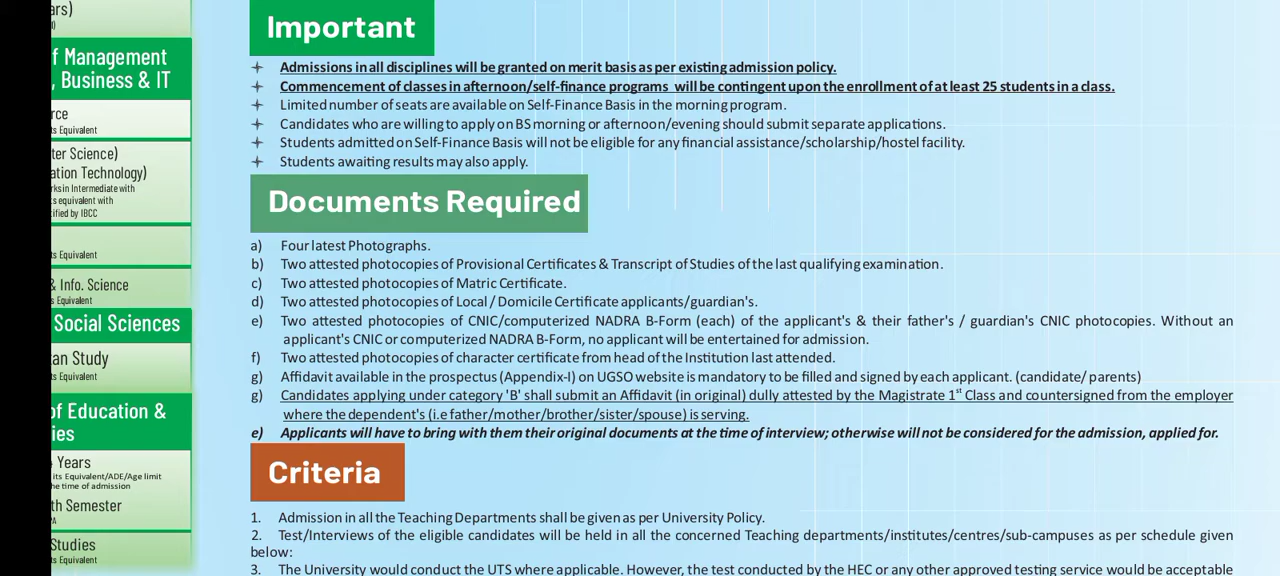 ars)
f Management
, Business & IT
rce
ts Equivalent
ter Science)
ation Technology)
rks in Intermediate with
ts equivalent with
tified by IBCC
ts Equivalent
& Info. Science
s Equivalent
Social Sciences
an Study
ts Equivalent
of Education &
ies
Years
its Equivalent/ADE/Age limit
he time of admission
th Semester
PA
Studies
ts Equivalent
Important
Admissions in all disciplines will be granted on merit basis as per existing admission policy.
Commencement of classes in afternoon/self-finance programs will be contingent upon the enrollment of at least 25 students in a class.
Limited number of seats are available on Self-Finance Basis in the morning program.
Candidates who are willing to apply on BS morning or afternoon/evening should submit separate applications.
Students admitted on Self-Finance Basis will not be eligible for any financial assistance/scholarship/hostel facility.
Students awaiting results may also apply.
Documents Required
a) Four latest Photographs.
b) Two attested photocopies of Provisional Certificates & Transcript of Studies of the last qualifying examination.
c) Two attested photocopies of Matric Certificate.
d) Two attested photocopies of Local / Domicile Certificate applicants/guardian's.
e) Two attested photocopies of CNIC/computerized NADRA B-Form (each) of the applicant's & their father's / guardian's CNIC photocopies. Without an
applicant's CNIC or computerized NADRA B-Form, no applicant will be entertained for admission.
f) Two attested photocopies of character certificate from head of the Institution last attended.
g) Affidavit available in the prospectus (Appendix-I) on UGSO website is mandatory to be filled and signed by each applicant. (candidate/ parents)
g) Candidates applying under category 'B' shall submit an Affidavit (in original) dully attested by the Magistrate 1st Class and countersigned from the employer
where the dependent's (i.e father/mother/brother/sister/spouse) is serving.
e) Applicants will have to bring with them their original documents at the time of interview; otherwise will not be considered for the admission, applied for.
Criteria
1. Admission in all the Teaching Departments shall be given as per University Policy.
2. Test/Interviews of the eligible candidates will be held in all the concerned Teaching departments/institutes/centres/sub-campuses as per schedule given
below:
3. The University would conduct the UTS where applicable. However, the test conducted by the HEC or any other approved testing service would be acceptable